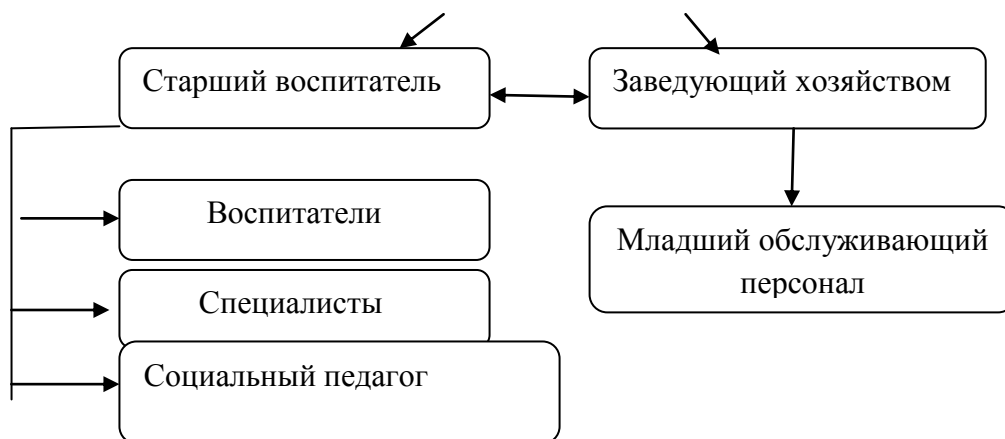 Старший воспитатель
Заведующий хозяйством
Воспитатели
Младший обслуживающий
персонал
Специалисты
Социальный педагог